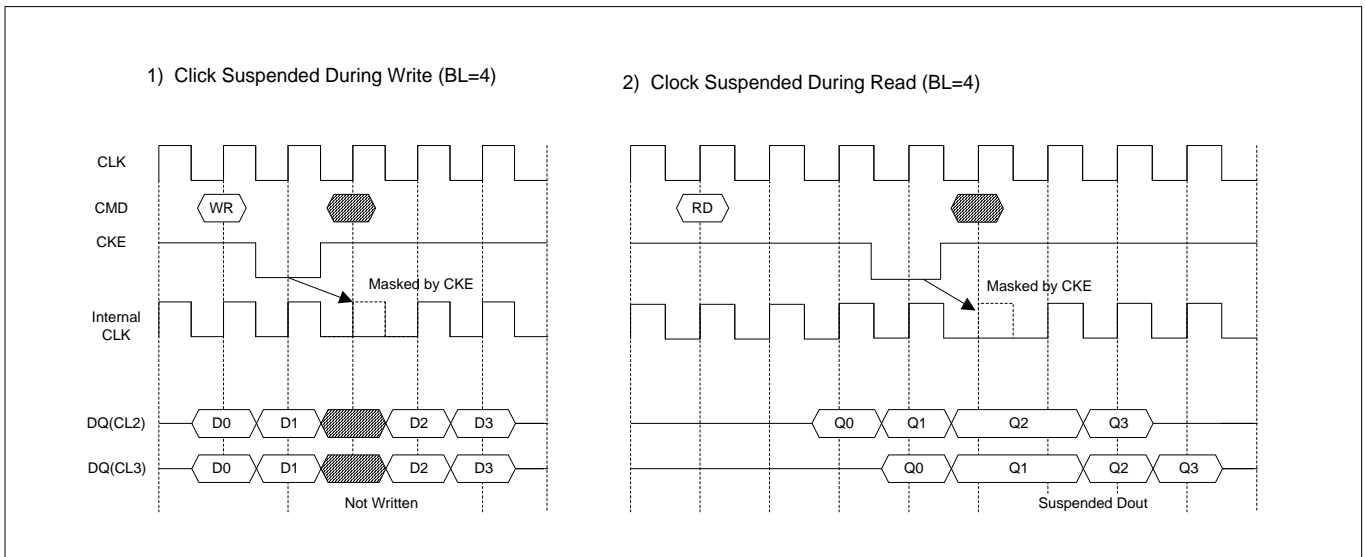 1) Click Suspended During Write (BL=4)
2) Clock Suspended During Read (BL=4)
CLK
CMD
WR
RD
CKE
Masked by CKE
Masked by CKE
Internal
CLK
DQ(CL2)
D0 D1 D2 D3
Q0 Q1 Q2 Q3
DQ(CL3)
D0 D1 D2 D3
Q0 Q1 Q2 Q3
Not Written
Suspended Dout